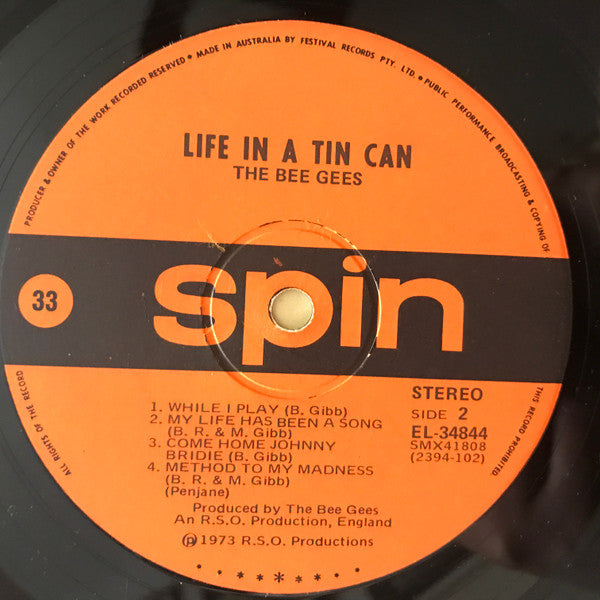 PRODUCER & OWNER OF THE WORK RECORDED RESERVED • MADE IN AUSTRALIA BY FESTIVAL RECORDS PTY. LTD. • PUBLIC PERFORMANCE BROADCASTING & COPYING OF THIS RECORD PROHIBITED
ALL RIGHTS OF THE RECORD
LIFE IN A TIN CAN
THE BEE GEES
33
spin
STEREO
SIDE 2
EL-34844
SMX41808
(2394-102)
1. WHILE I PLAY (B. Gibb)
2. MY LIFE HAS BEEN A SONG
(B. R. & M. Gibb)
3. COME HOME JOHNNY
BRIDIE (B. Gibb)
4. METHOD TO MY MADNESS
(B. R. & M. Gibb)
(Penjane)
Produced by The Bee Gees
An R.S.O. Production, England
℗ 1973 R.S.O. Productions